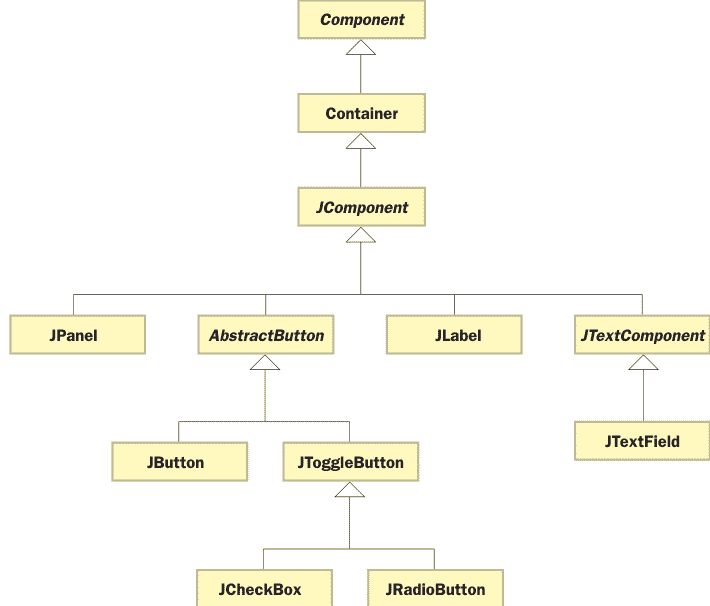 Component
Container
JComponent
JPanel
AbstractButton
JLabel
JTextComponent
JTextField
JButton
JToggleButton
JCheckBox
JRadioButton